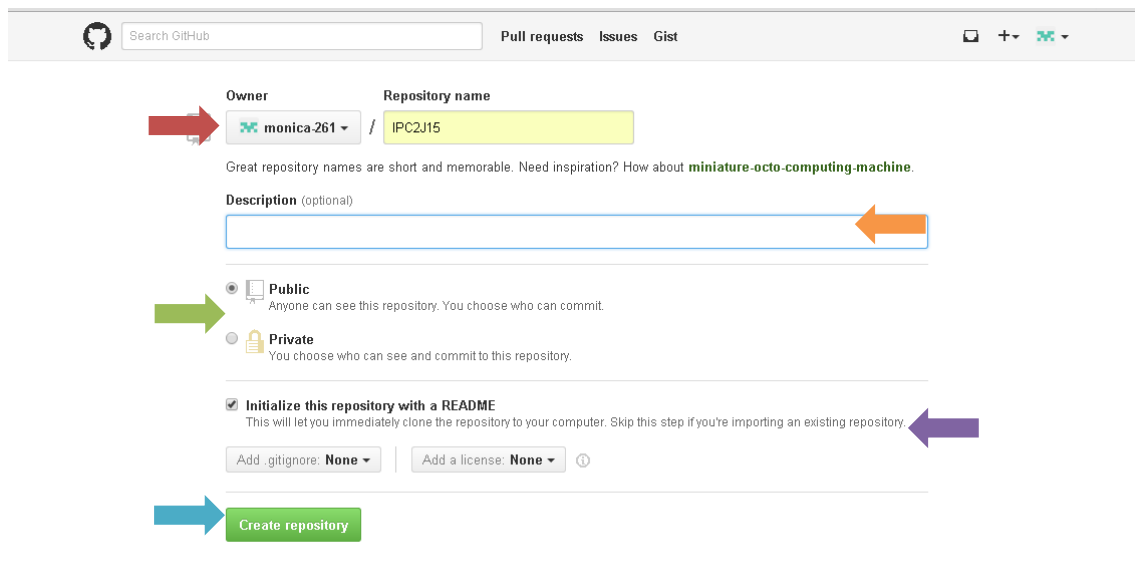 Search GitHub Pull requests Issues Gist
Owner Repository name
monica-261 / IPC2J15
Great repository names are short and memorable. Need inspiration? How about miniature-octo-computing-machine.
Description (optional)
Public
Anyone can see this repository. You choose who can commit.
Private
You choose who can see and commit to this repository.
Initialize this repository with a README
This will let you immediately clone the repository to your computer. Skip this step if you're importing an existing repository.
Add .gitignore: None Add a license: None
Create repository